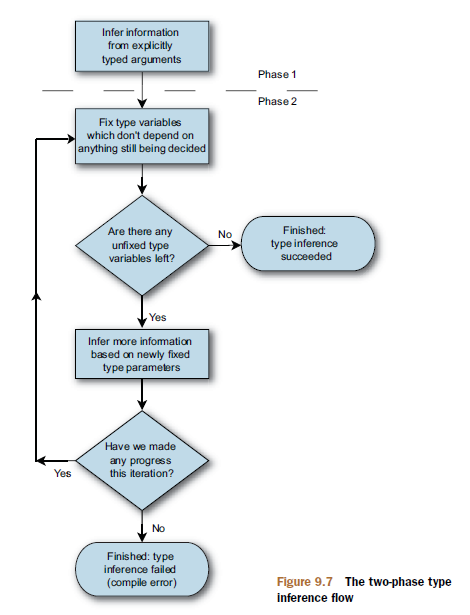 Infer information
from explicitly
typed arguments
Phase 1
Phase 2
Fix type variables
which don't depend on
anything still being decided
Are there any
unfixed type
variables left?
No
Finished:
type inference
succeeded
Yes
Infer more information
based on newly fixed
type parameters
Have we made
any progress
this iteration?
Yes
No
Finished: type
inference failed
(compile error)
Figure 9.7 The two-phase type
inference flow